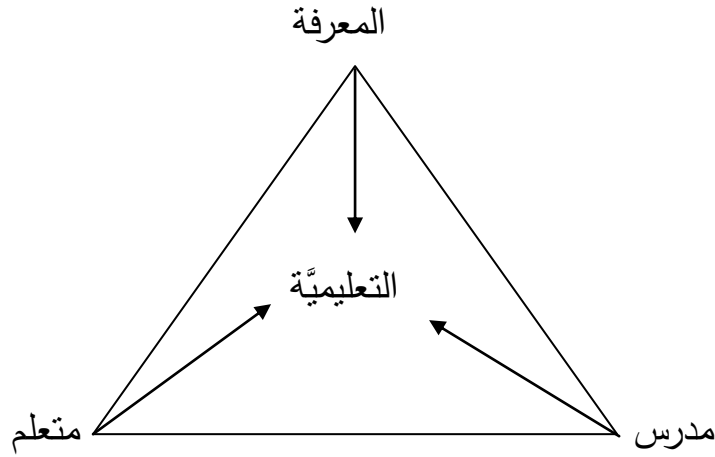 المعرفة
التعليميَّة
مدرس
متعلم